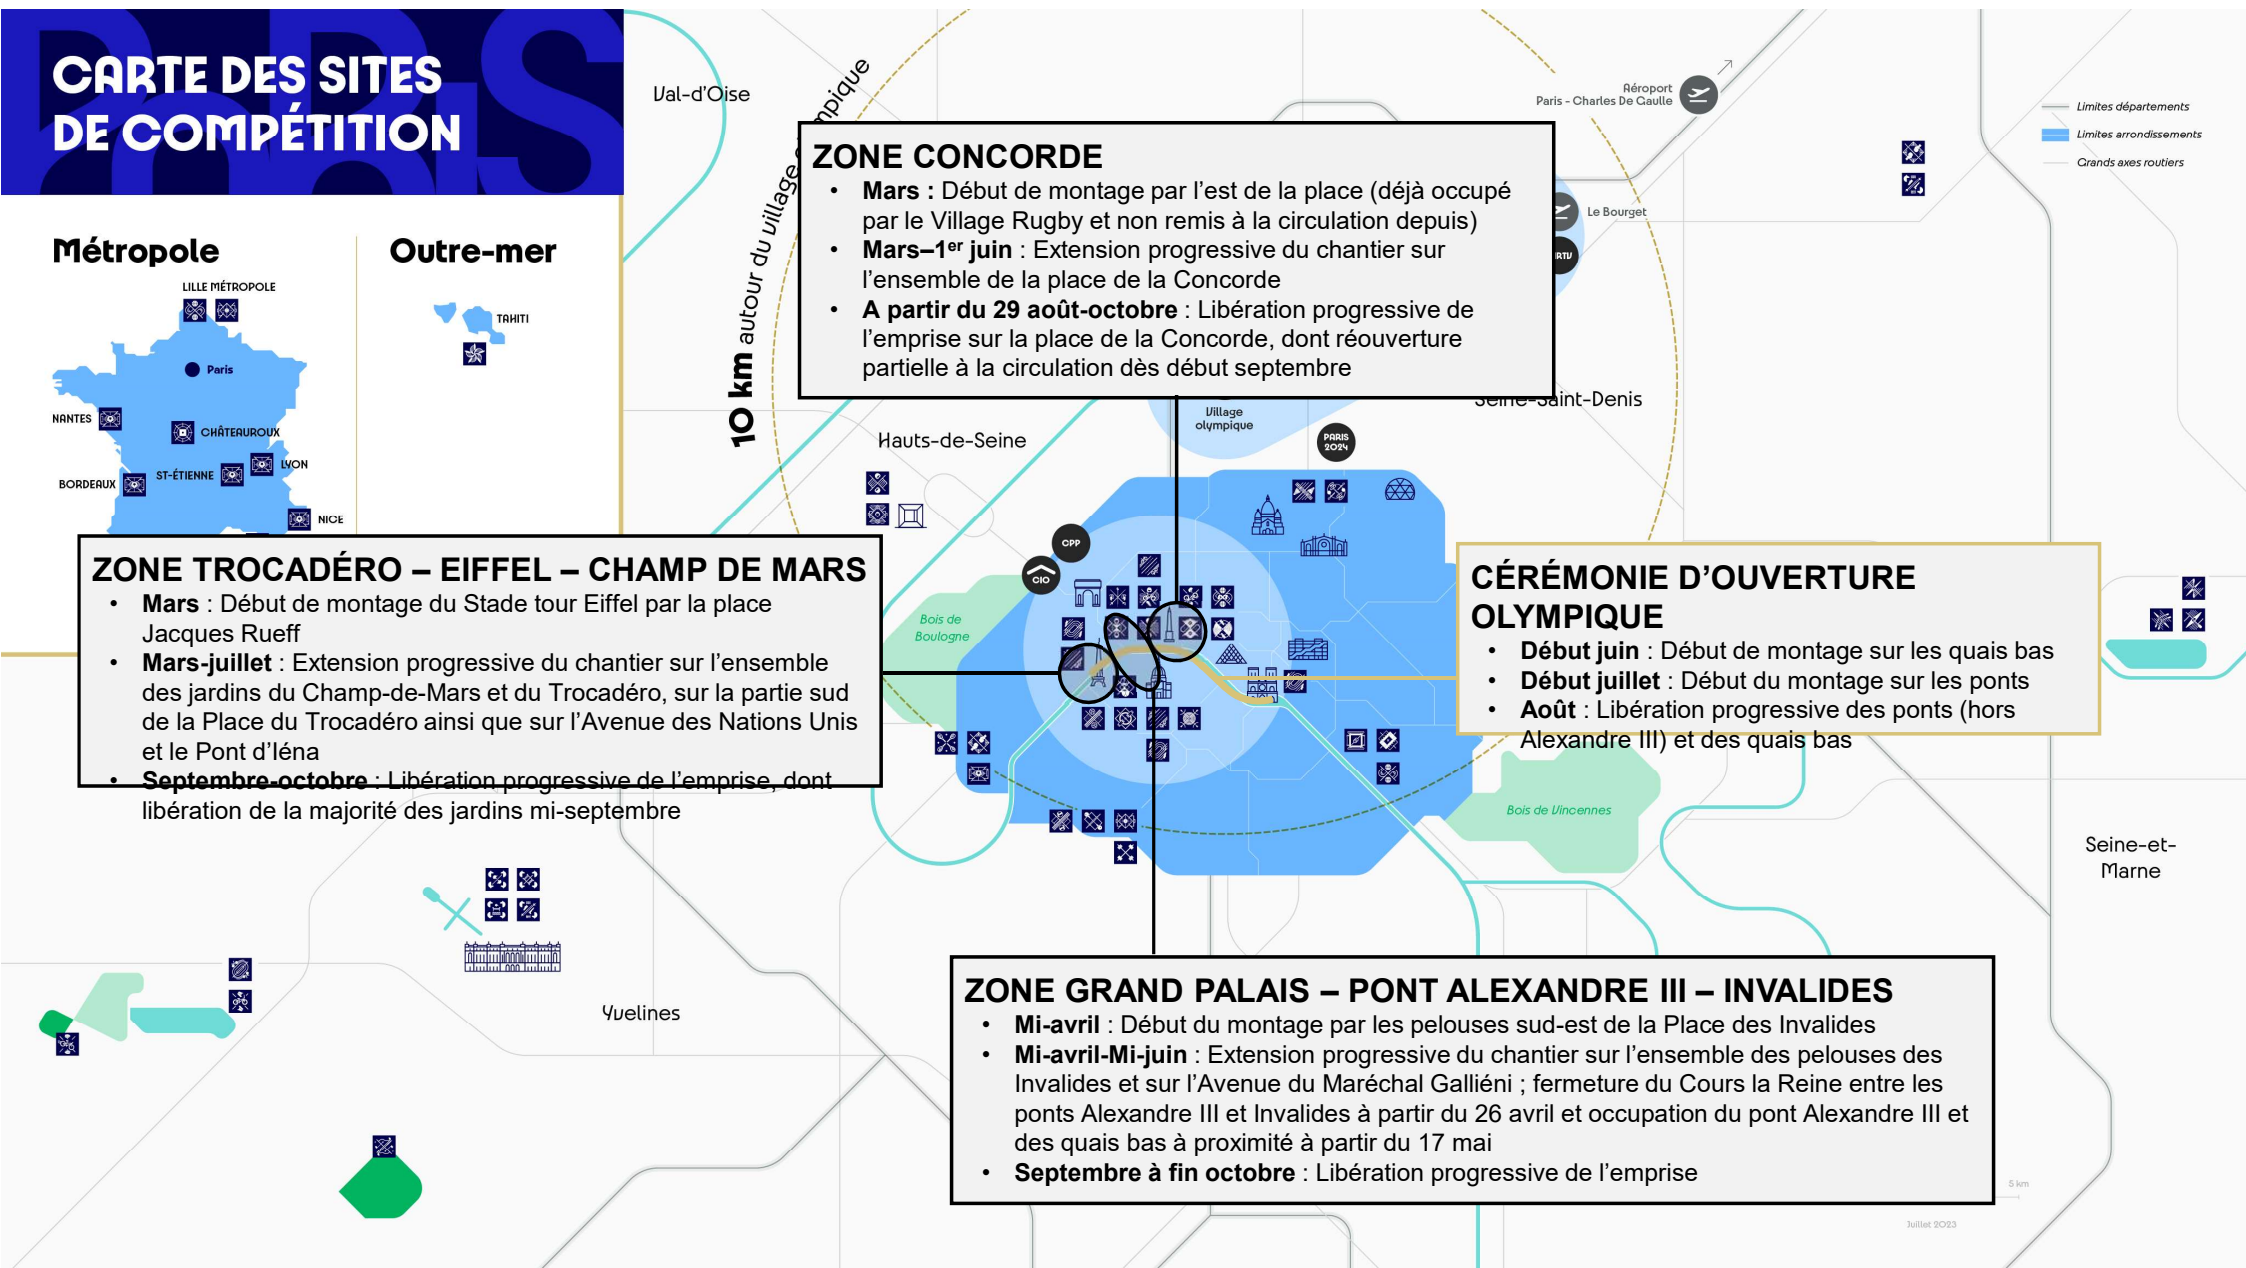 CARTE DES SITES
DE COMPÉTITION
Métropole
Outre-mer
LILLE MÉTROPOLE
TAHITI
Paris
NANTES
CHÂTEAUROUX
LYON
ST-ÉTIENNE
BORDEAUX
NICE
Val-d'Oise
10 km autour du village
Aéroport
Paris - Charles De Gaulle
Le Bourget
Limites départements
Limites arrondissements
Grands axes routiers
ZONE CONCORDE
• Mars : Début de montage par l'est de la place (déjà occupé
par le Village Rugby et non remis à la circulation depuis)
• Mars–1er juin : Extension progressive du chantier sur
l'ensemble de la place de la Concorde
• A partir du 29 août-octobre : Libération progressive de
l'emprise sur la place de la Concorde, dont réouverture
partielle à la circulation dès début septembre
Seine-Saint-Denis
Village
olympique
PARIS
2024
Hauts-de-Seine
CPP
CIO
Bois de
Boulogne
ZONE TROCADÉRO – EIFFEL – CHAMP DE MARS
• Mars : Début de montage du Stade tour Eiffel par la place
Jacques Rueff
• Mars-juillet : Extension progressive du chantier sur l'ensemble
des jardins du Champ-de-Mars et du Trocadéro, sur la partie sud
de la Place du Trocadéro ainsi que sur l'Avenue des Nations Unis
et le Pont d'Iéna
• Septembre-octobre : Libération progressive de l'emprise, dont
libération de la majorité des jardins mi-septembre
CÉRÉMONIE D'OUVERTURE
OLYMPIQUE
• Début juin : Début de montage sur les quais bas
• Début juillet : Début du montage sur les ponts
• Août : Libération progressive des ponts (hors
Alexandre III) et des quais bas
Bois de Vincennes
Seine-et-
Marne
Yvelines
ZONE GRAND PALAIS – PONT ALEXANDRE III – INVALIDES
• Mi-avril : Début du montage par les pelouses sud-est de la Place des Invalides
• Mi-avril-Mi-juin : Extension progressive du chantier sur l'ensemble des pelouses des
Invalides et sur l'Avenue du Maréchal Galliéni ; fermeture du Cours la Reine entre les
ponts Alexandre III et Invalides à partir du 26 avril et occupation du pont Alexandre III et
des quais bas à proximité à partir du 17 mai
• Septembre à fin octobre : Libération progressive de l'emprise
5 km
Juillet 2023